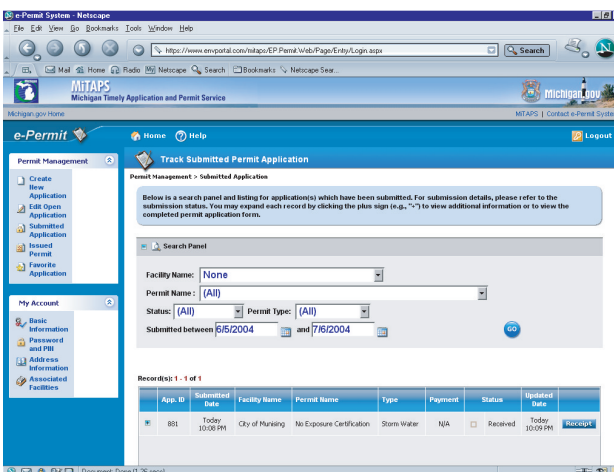 e-Permit System - Netscape
File Edit View Go Bookmarks Tools Window Help
https://www.envportal.com/mitaps/EP.Permit.Web/Page/Entity/Login.aspx
Search
Mail Home Radio My Netscape Search Bookmarks Netscape Sear...
MiTAPS
Michigan Timely Application and Permit Service
Michigan.gov
Michigan.gov Home
MiTAPS | Contact e-Permit Syste
e-Permit
Home Help
Logout
Permit Management
Create
New
Application
Edit Open
Application
Submitted
Application
Issued
Permit
Favorite
Application
My Account
Basic
Information
Password
and PIN
Address
Information
Associated
Facilities
Track Submitted Permit Application
Permit Management > Submitted Application
Below is a search panel and listing for application(s) which have been submitted. For submission details, please refer to the
submission status. You may expand each record by clicking the plus sign (e.g., "+") to view additional information or to view the
completed permit application form.
Search Panel
Facility Name: None
Permit Name : (All)
Status: (All) Permit Type: (All)
Submitted between 6/5/2004 and 7/6/2004
GO
Record(s): 1 - 1 of 1
App. ID Submitted Date Facility Name Permit Name Type Payment Status Updated Date
881 Today 10:08 PM City of Munising No Exposure Certification Storm Water N/A Received Today 10:09 PM Receipt
Document: Done (1.26 secs)